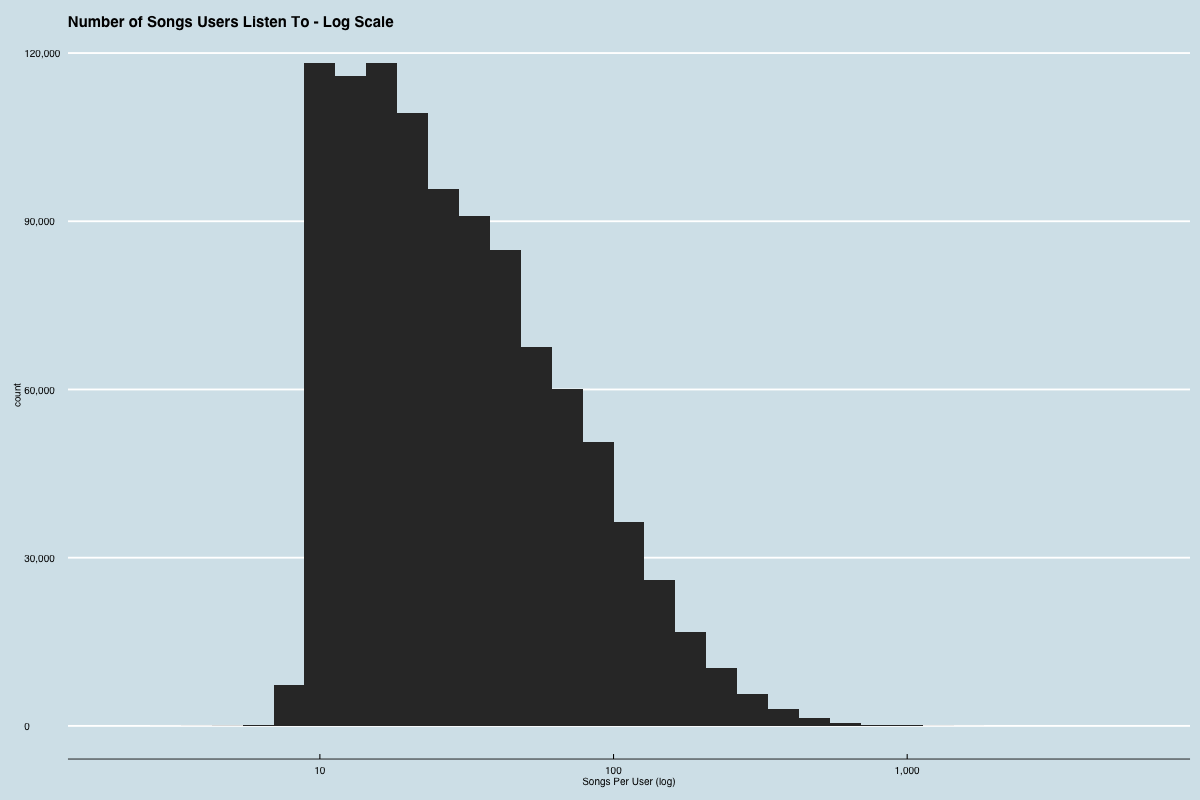 Number of Songs Users Listen To - Log Scale
120,000
90,000
60,000
30,000
0
count
10
100
1,000
Songs Per User (log)